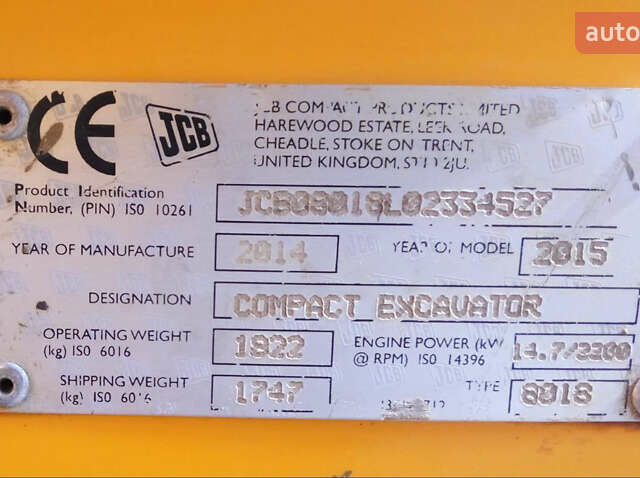 auto
JCB COMPACT PRODUCTS LIMITED
HAREWOOD ESTATE, LEEK ROAD,
CHEADLE, STOKE ON TRENT,
UNITED KINGDOM, ST10 2JU.
CE
JCB
Product Identification
Number. (PIN) ISO 10261
JCB08018L02334527
YEAR OF MANUFACTURE
2014
YEAR OF MODEL
2015
DESIGNATION
COMPACT EXCAVATOR
OPERATING WEIGHT
(kg) ISO 6016
1822
ENGINE POWER (kW
@ RPM) ISO 14396
14.7/2200
SHIPPING WEIGHT
(kg) ISO 6016
1747
TYPE
8018